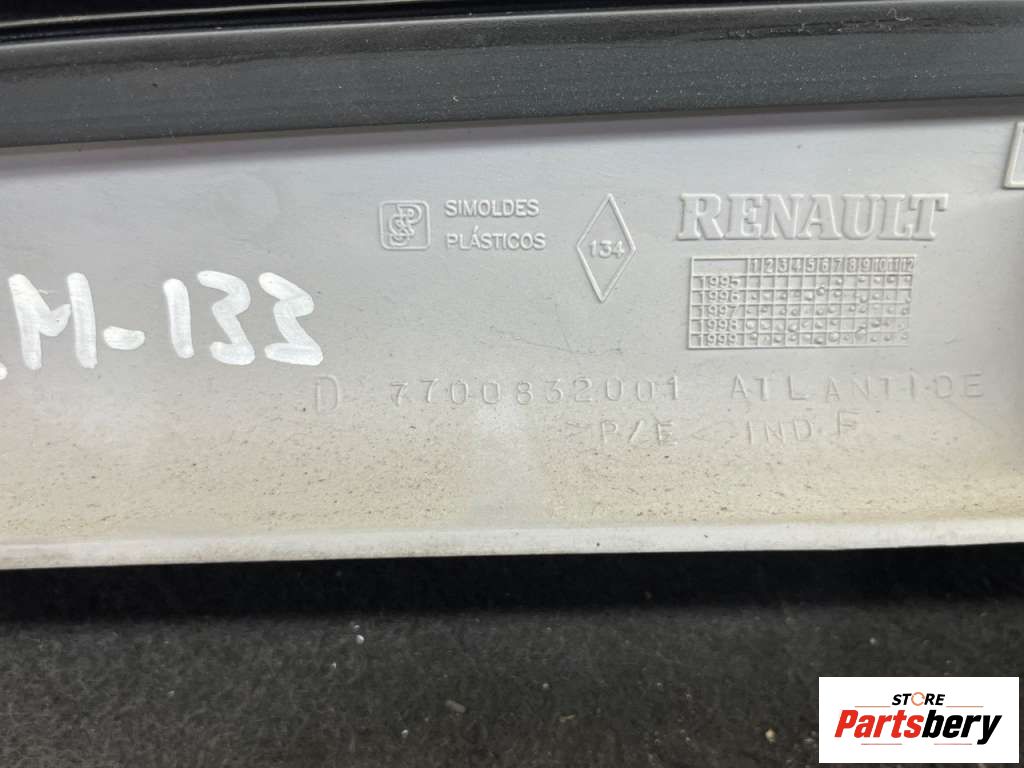 SIMOLDES
PLÁSTICOS
134
RENAULT
1 2 3 4 5 6 7 8 9 10 11 12
1995
1996
1997
1998
1999
M-133
D 7700832001 ATLANTIQE
>P/E< IND.F
STORE
Partsbery